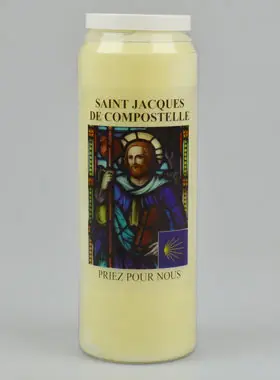 SAINT JACQUES
DE COMPOSTELLE
PRIEZ POUR NOUS